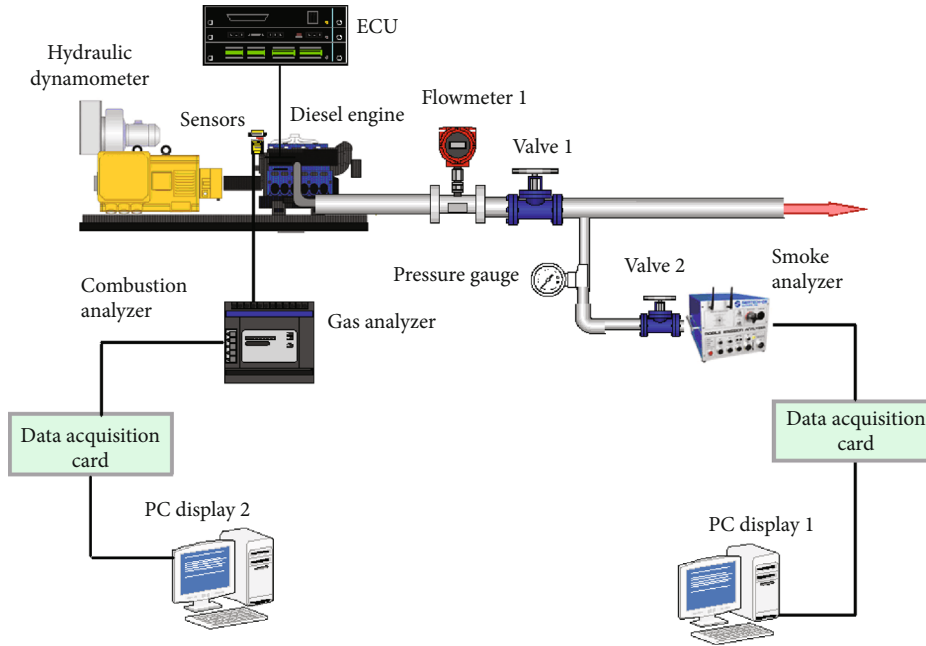 ECU
Hydraulic
dynamometer
Sensors
Diesel engine
Flowmeter 1
Valve 1
Pressure gauge
Valve 2
Smoke
analyzer
Combustion
analyzer
Gas analyzer
Data acquisition
card
Data acquisition
card
PC display 2
PC display 1